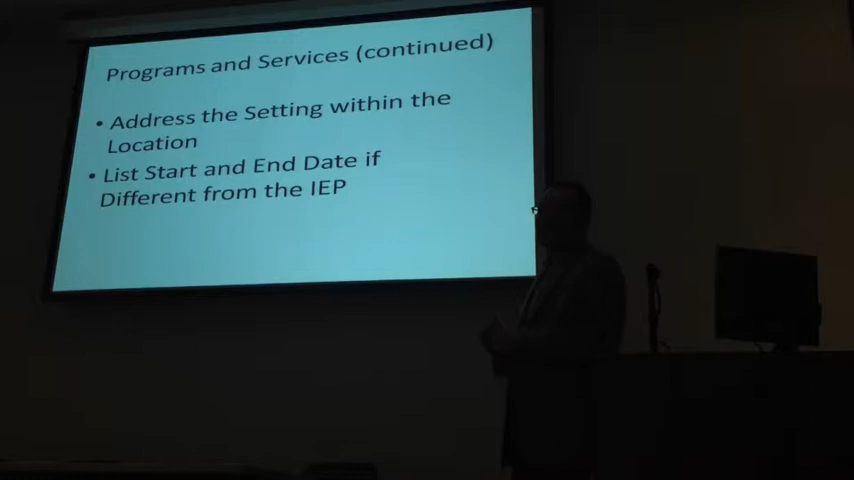 Programs and Services (continued)
• Address the Setting within the
Location
• List Start and End Date if
Different from the IEP